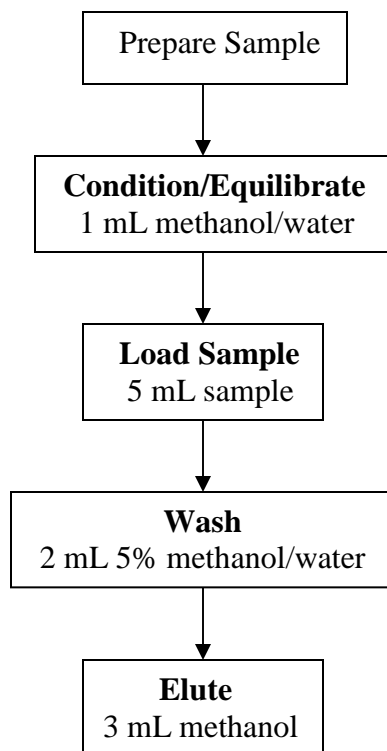 Prepare Sample
Condition/Equilibrate
1 mL methanol/water
Load Sample
5 mL sample
Wash
2 mL 5% methanol/water
Elute
3 mL methanol